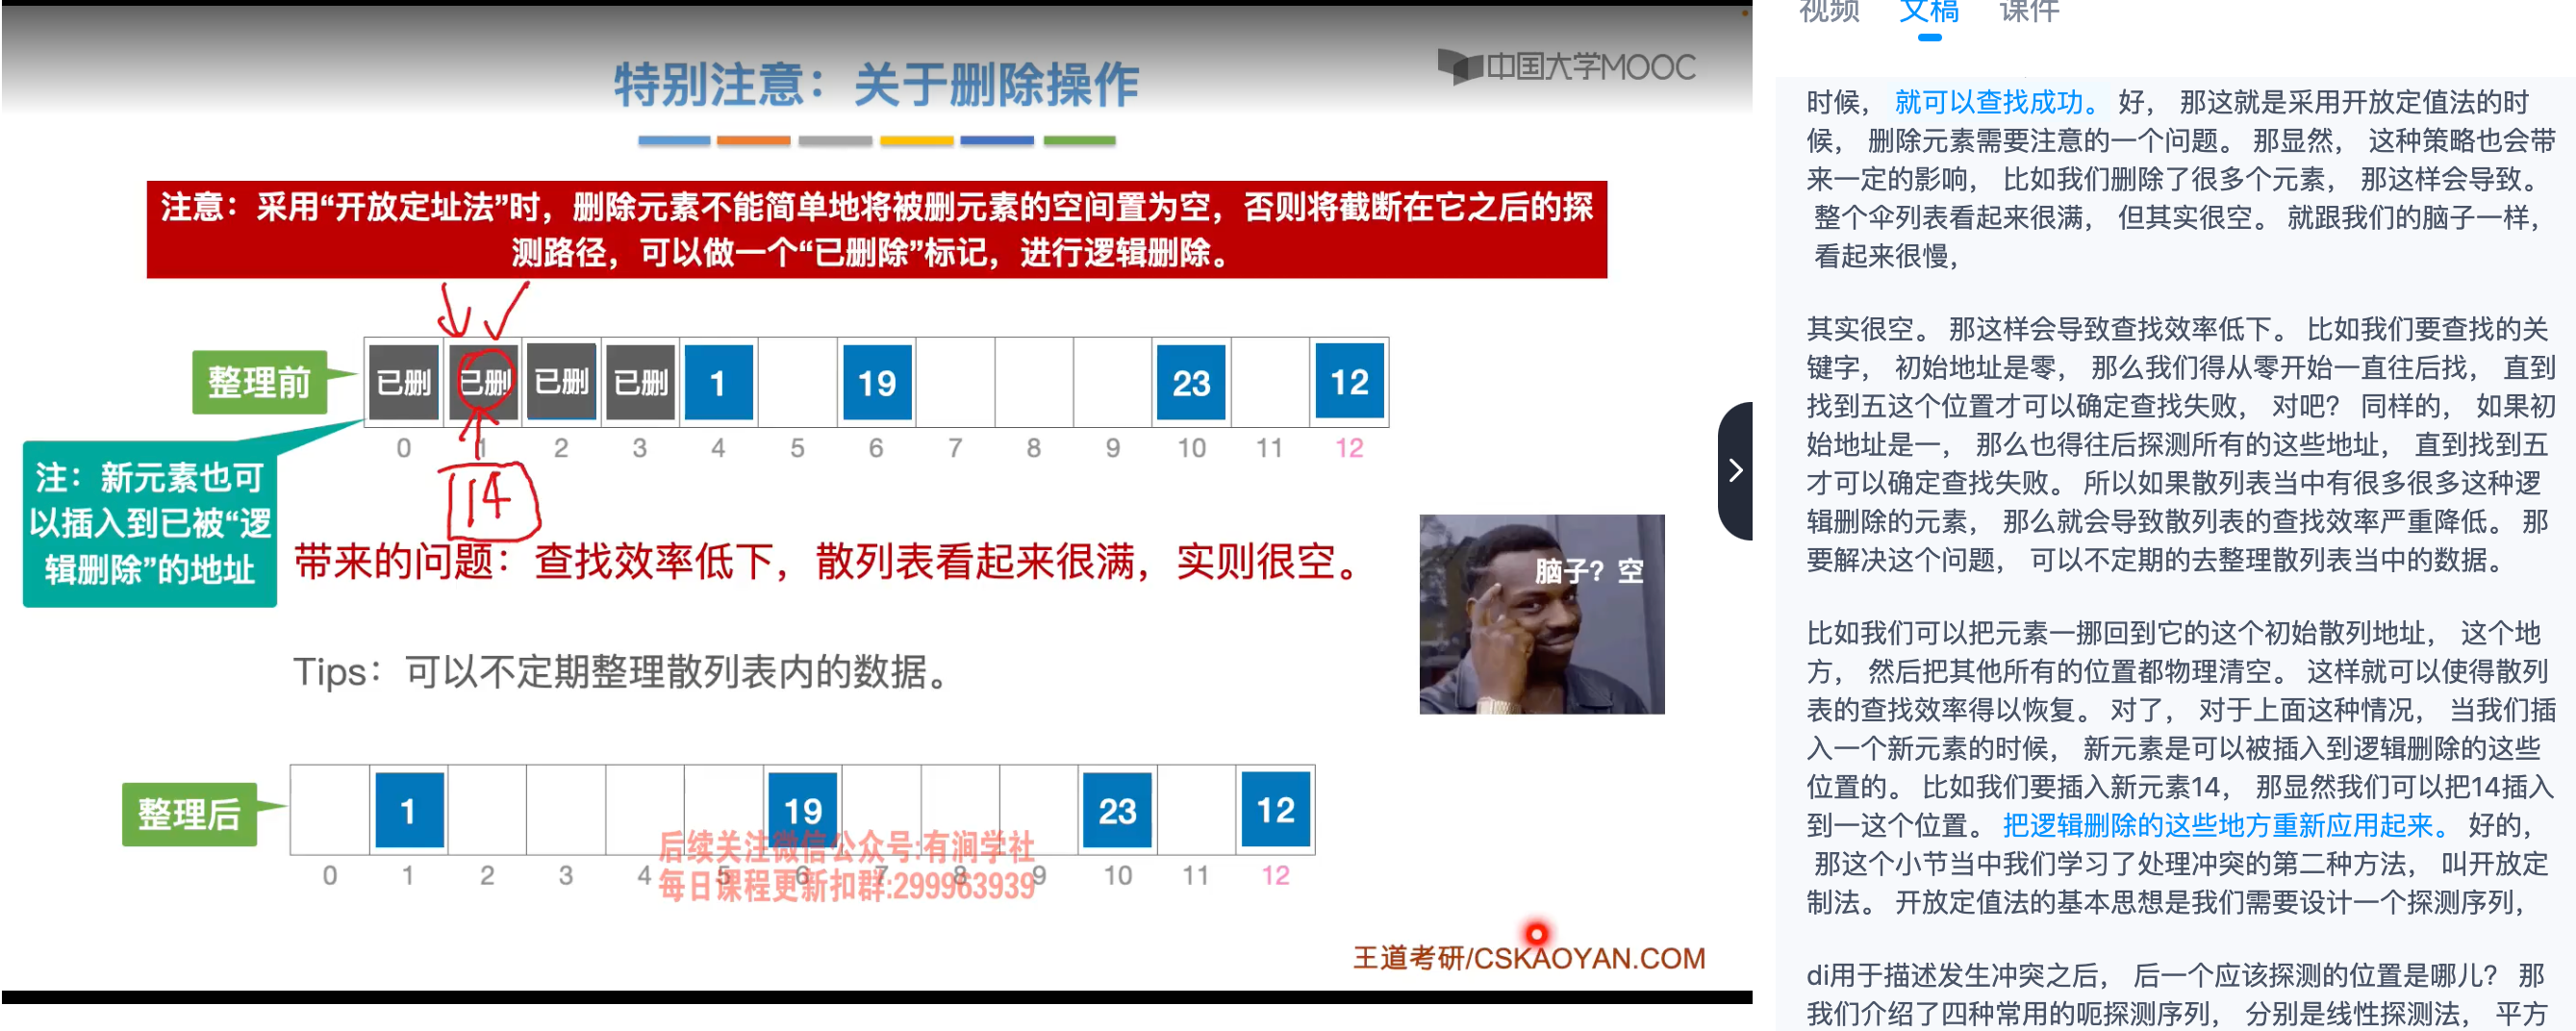 特别注意：关于删除操作
中国大学MOOC
注意：采用“开放定址法”时，删除元素不能简单地将被删元素的空间置为空，否则将截断在它之后的探
测路径，可以做一个“已删除”标记，进行逻辑删除。
整理前
已删 已删 已删 已删 1 19 23 12
0 1 2 3 4 5 6 7 8 9 10 11 12
14
注：新元素也可
以插入到已被“逻
辑删除”的地址
带来的问题：查找效率低下，散列表看起来很满，实则很空。
脑子？空
Tips：可以不定期整理散列表内的数据。
整理后
1 19 23 12
0 1 2 3 4 5 6 7 8 9 10 11 12
后续关注微信公众号:有涧学社
每日课程更新扣群:299963939
王道考研/CSKAOYAN.COM
视频 文稿 课件
时候， 就可以查找成功。 好， 那这就是采用开放定值法的时
候， 删除元素需要注意的一个问题。 那显然， 这种策略也会带
来一定的影响， 比如我们删除了很多个元素， 那这样会导致。
整个伞列表看起来很满， 但其实很空。 就跟我们的脑子一样，
看起来很慢，
其实很空。 那这样会导致查找效率低下。 比如我们要查找的关
键字， 初始地址是零， 那么我们得从零开始一直往后找， 直到
找到五这个位置才可以确定查找失败， 对吧？ 同样的， 如果初
始地址是一， 那么也得往后探测所有的这些地址， 直到找到五
才可以确定查找失败。 所以如果散列表当中有很多很多这种逻
辑删除的元素， 那么就会导致散列表的查找效率严重降低。 那
要解决这个问题， 可以不定期的去整理散列表当中的数据。
比如我们可以把元素一挪回到它的这个初始散列地址， 这个地
方， 然后把其他所有的位置都物理清空。 这样就可以使得散列
表的查找效率得以恢复。 对了， 对于上面这种情况， 当我们插
入一个新元素的时候， 新元素是可以被插入到逻辑删除的这些
位置的。 比如我们要插入新元素14， 那显然我们可以把14插入
到一这个位置。 把逻辑删除的这些地方重新应用起来。 好的，
那这个小节当中我们学习了处理冲突的第二种方法， 叫开放定
制法。 开放定值法的基本思想是我们需要设计一个探测序列，
di用于描述发生冲突之后， 后一个应该探测的位置是哪儿？ 那
我们介绍了四种常用的呃探测序列， 分别是线性探测法， 平方